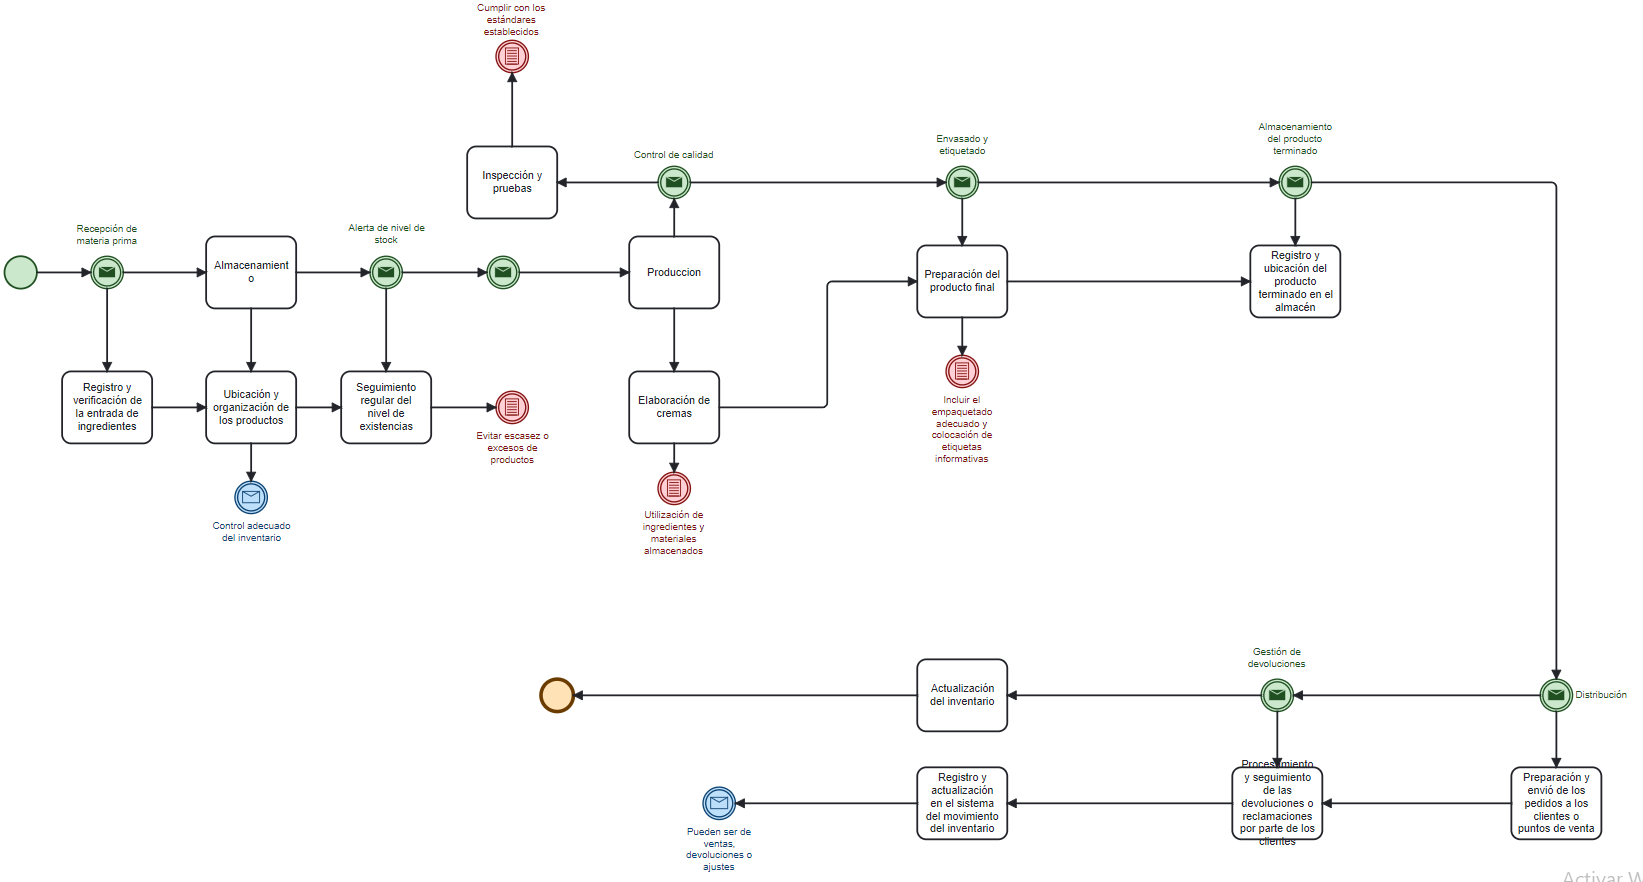 Cumplir con los
estándares
establecidos
Inspección y
pruebas
Control de calidad
Envasado y
etiquetado
Almacenamiento
del producto
terminado
Recepción de
materia prima
Almacenamient
o
Alerta de nivel de
stock
Produccion
Preparación del
producto final
Registro y
ubicación del
producto
terminado en el
almacén
Registro y
verificación de
la entrada de
ingredientes
Ubicación y
organización de
los productos
Seguimiento
regular del
nivel de
existencias
Evitar escasez o
excesos de
productos
Elaboración de
cremas
Incluir el
empaquetado
adecuado y
colocación de
etiquetas
informativas
Control adecuado
del inventario
Utilización de
ingredientes y
materiales
almacenados
Actualización
del inventario
Gestión de
devoluciones
Distribución
Registro y
actualización
en el sistema
del movimiento
del inventario
Procesamiento
y seguimiento
de las
devoluciones o
reclamaciones
por parte de los
clientes
Preparación y
envió de los
pedidos a los
clientes o
puntos de venta
Pueden ser de
ventas,
devoluciones o
ajustes
Activar W